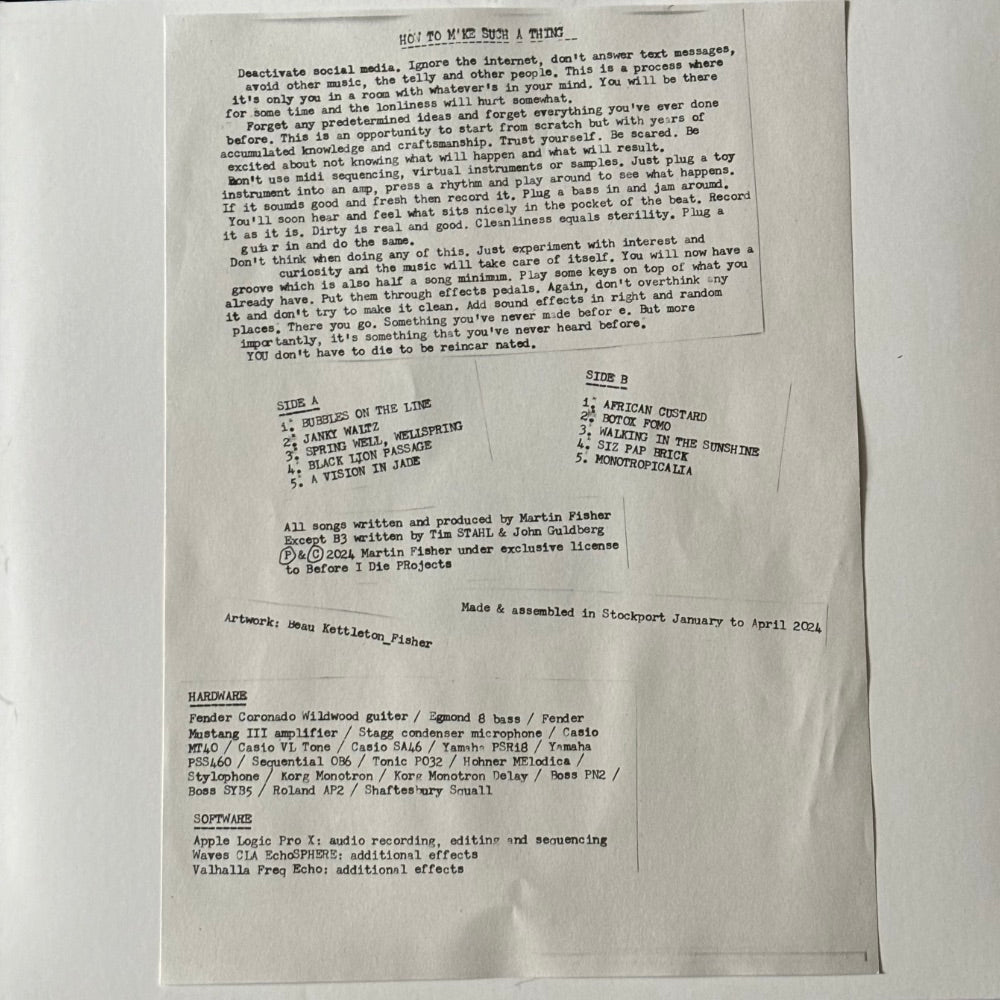 HOW TO M'KE SUCH A THING
Deactivate social media. Ignore the internet, don't answer text messages,
avoid other music, the telly and other people. This is a process where
it's only you in a room with whatever's in your mind. You will be there
for some time and the lonliness will hurt somewhat.
Forget any predetermined ideas and forget everything you've ever done
before. This is an opportunity to start from scratch but with years of
accumulated knowledge and craftsmanship. Trust yourself. Be scared. Be
excited about not knowing what will happen and what will result.
Don't use midi sequencing, virtual instruments or samples. Just plug a toy
instrument into an amp, press a rhythm and play around to see what happens.
If it sounds good and fresh then record it. Plug a bass in and jam around.
You'll soon hear and feel what sits nicely in the pocket of the beat. Record
it as it is. Dirty is real and good. Cleanliness equals sterility. Plug a
guitar in and do the same.
Don't think when doing any of this. Just experiment with interest and
curiosity and the music will take care of itself. You will now have a
groove which is also half a song minimum. Play some keys on top of what you
already have. Put them through effects pedals. Again, don't overthink any
it and don't try to make it clean. Add sound effects in right and random
places. There you go. Something you've never made befor e. But more
importantly, it's something that you've never heard before.
YOU don't have to die to be reincar nated.
SIDE A
1. BUBBLES ON THE LINE
2. JANKY WALTZ
3. SPRING WELL, WELLSPRING
4. BLACK LION PASSAGE
5. A VISION IN JADE
SIDE B
1. AFRICAN CUSTARD
2. BOTOX FOMO
3. WALKING IN THE SUNSHINE
4. SIZ PAP BRICK
5. MONOTROPICALIA
All songs written and produced by Martin Fisher
Except B3 written by Tim STAHL & John Guldberg
Ⓟ&Ⓒ 2024 Martin Fisher under exclusive license
to Before I Die PRojects
Made & assembled in Stockport January to April 2024
Artwork: Beau Kettleton_Fisher
HARDWARE
Fender Coronado Wildwood guiter / Egmond 8 bass / Fender
Mustang III amplifier / Stagg condenser microphone / Casio
MT40 / Casio VL Tone / Casio SA46 / Yamaha PSR18 / Yamaha
PSS460 / Sequential OB6 / Tonic PO32 / Hohner MElodica /
Stylophone / Korg Monotron / Korg Monotron Delay / Boss PN2 /
Boss SYB5 / Roland AP2 / Shaftesbury Squall
SOFTWARE
Apple Logic Pro X: audio recording, editing and sequencing
Waves CLA EchoSPHERE: additional effects
Valhalla Freq Echo: additional effects